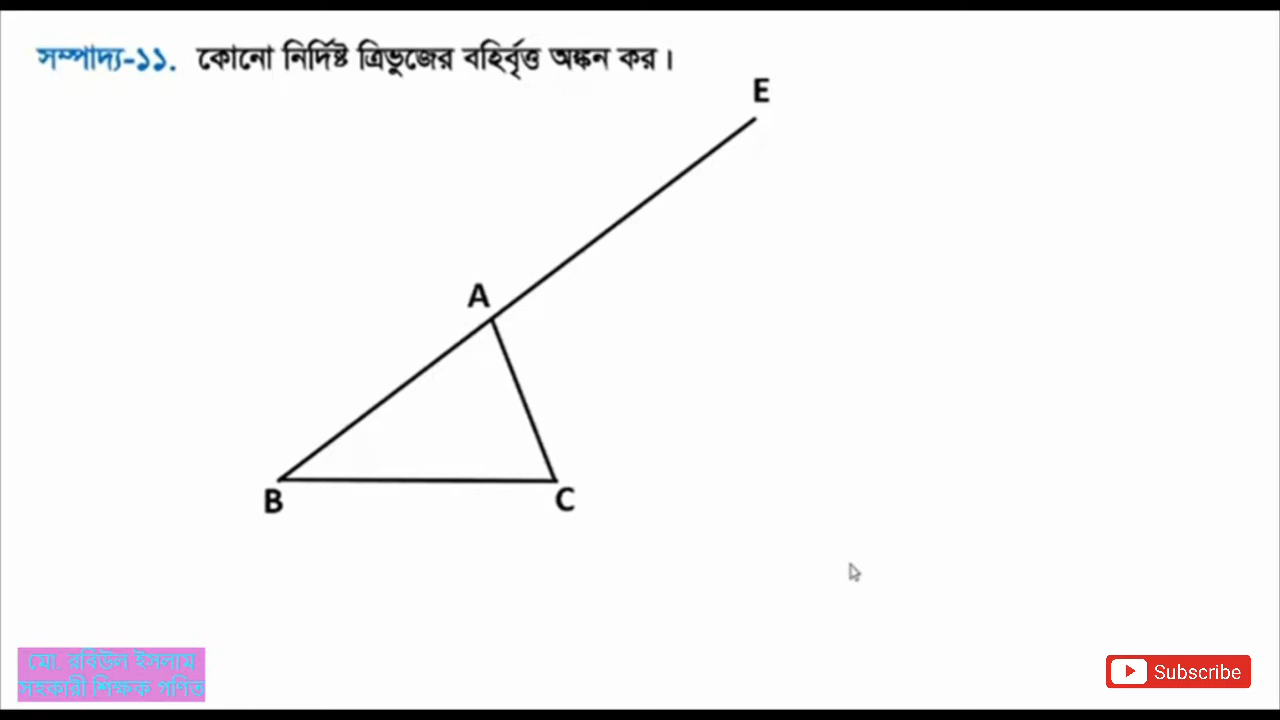 সম্পাদ্য-১১. কোনো নির্দিষ্ট ত্রিভুজের বহির্বৃত্ত অঙ্কন কর।
E
A
B
C
মো. রবিউল ইসলাম
সহকারী শিক্ষক গণিত
Subscribe